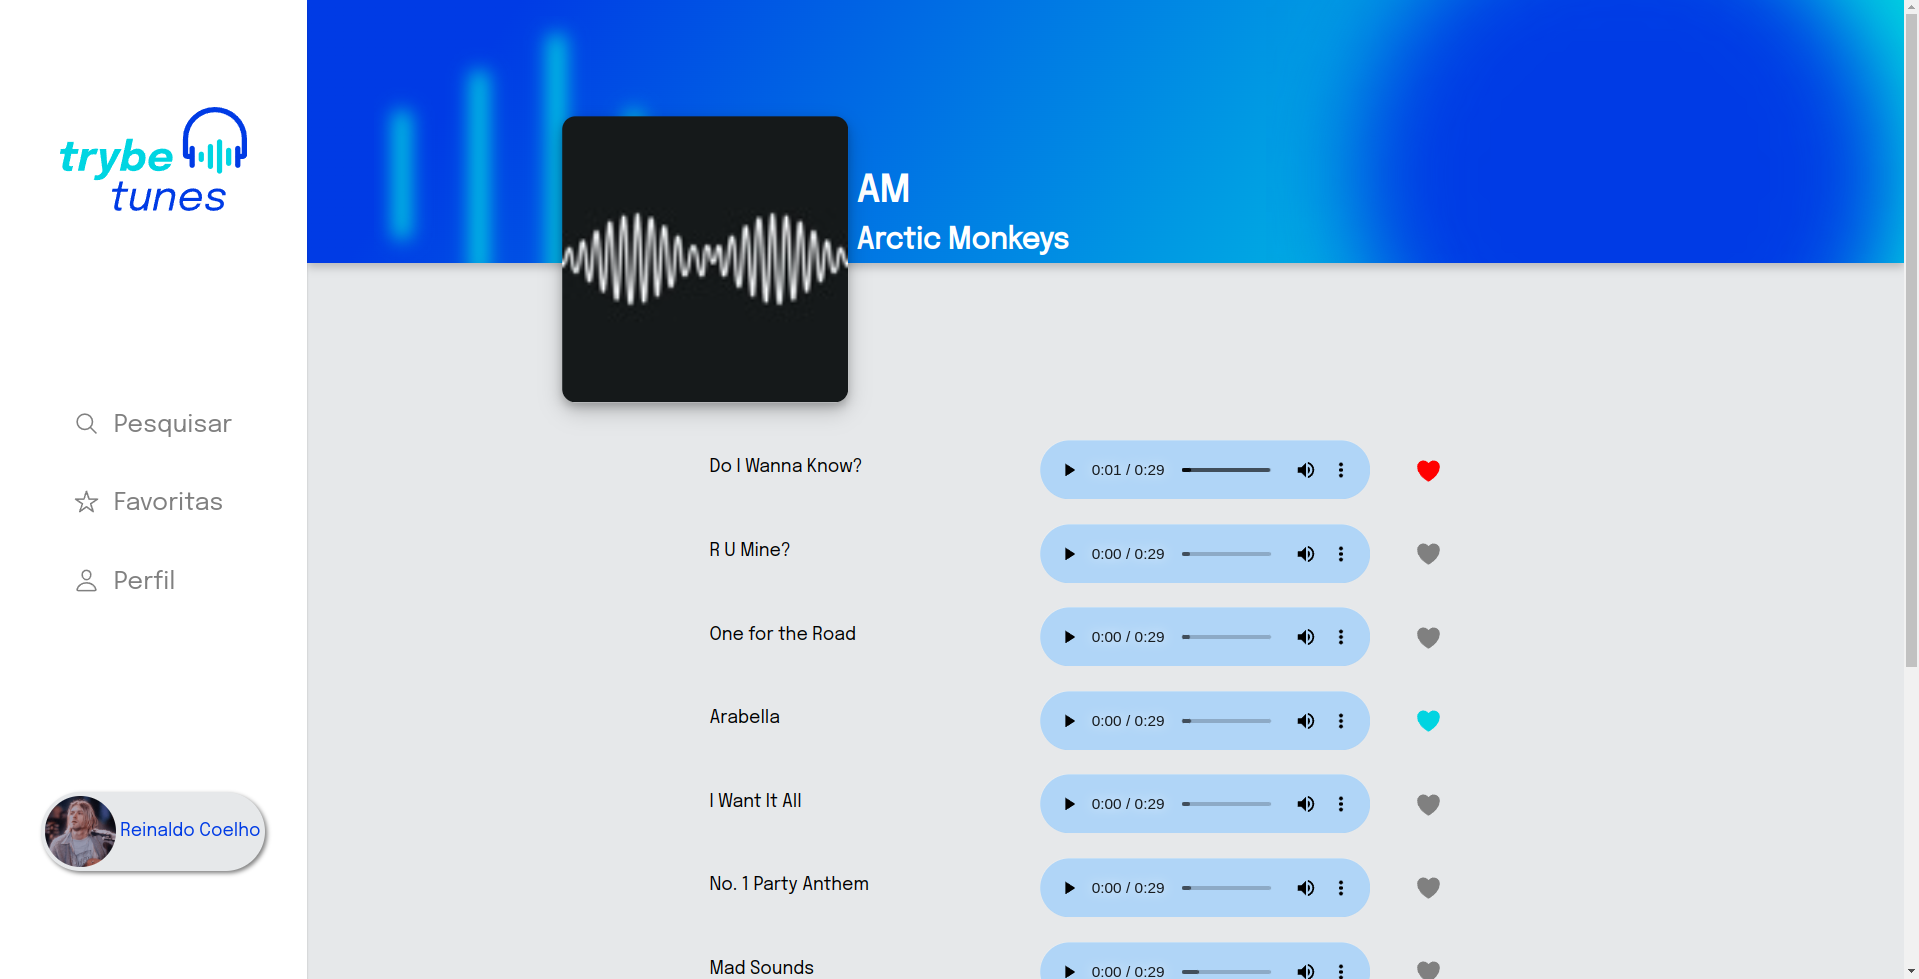 trybe
tunes
Pesquisar
Favoritas
Perfil
Reinaldo Coelho
AM
Arctic Monkeys
Do I Wanna Know?
0:01 / 0:29
R U Mine?
0:00 / 0:29
One for the Road
0:00 / 0:29
Arabella
0:00 / 0:29
I Want It All
0:00 / 0:29
No. 1 Party Anthem
0:00 / 0:29
Mad Sounds
0:00 / 0:29